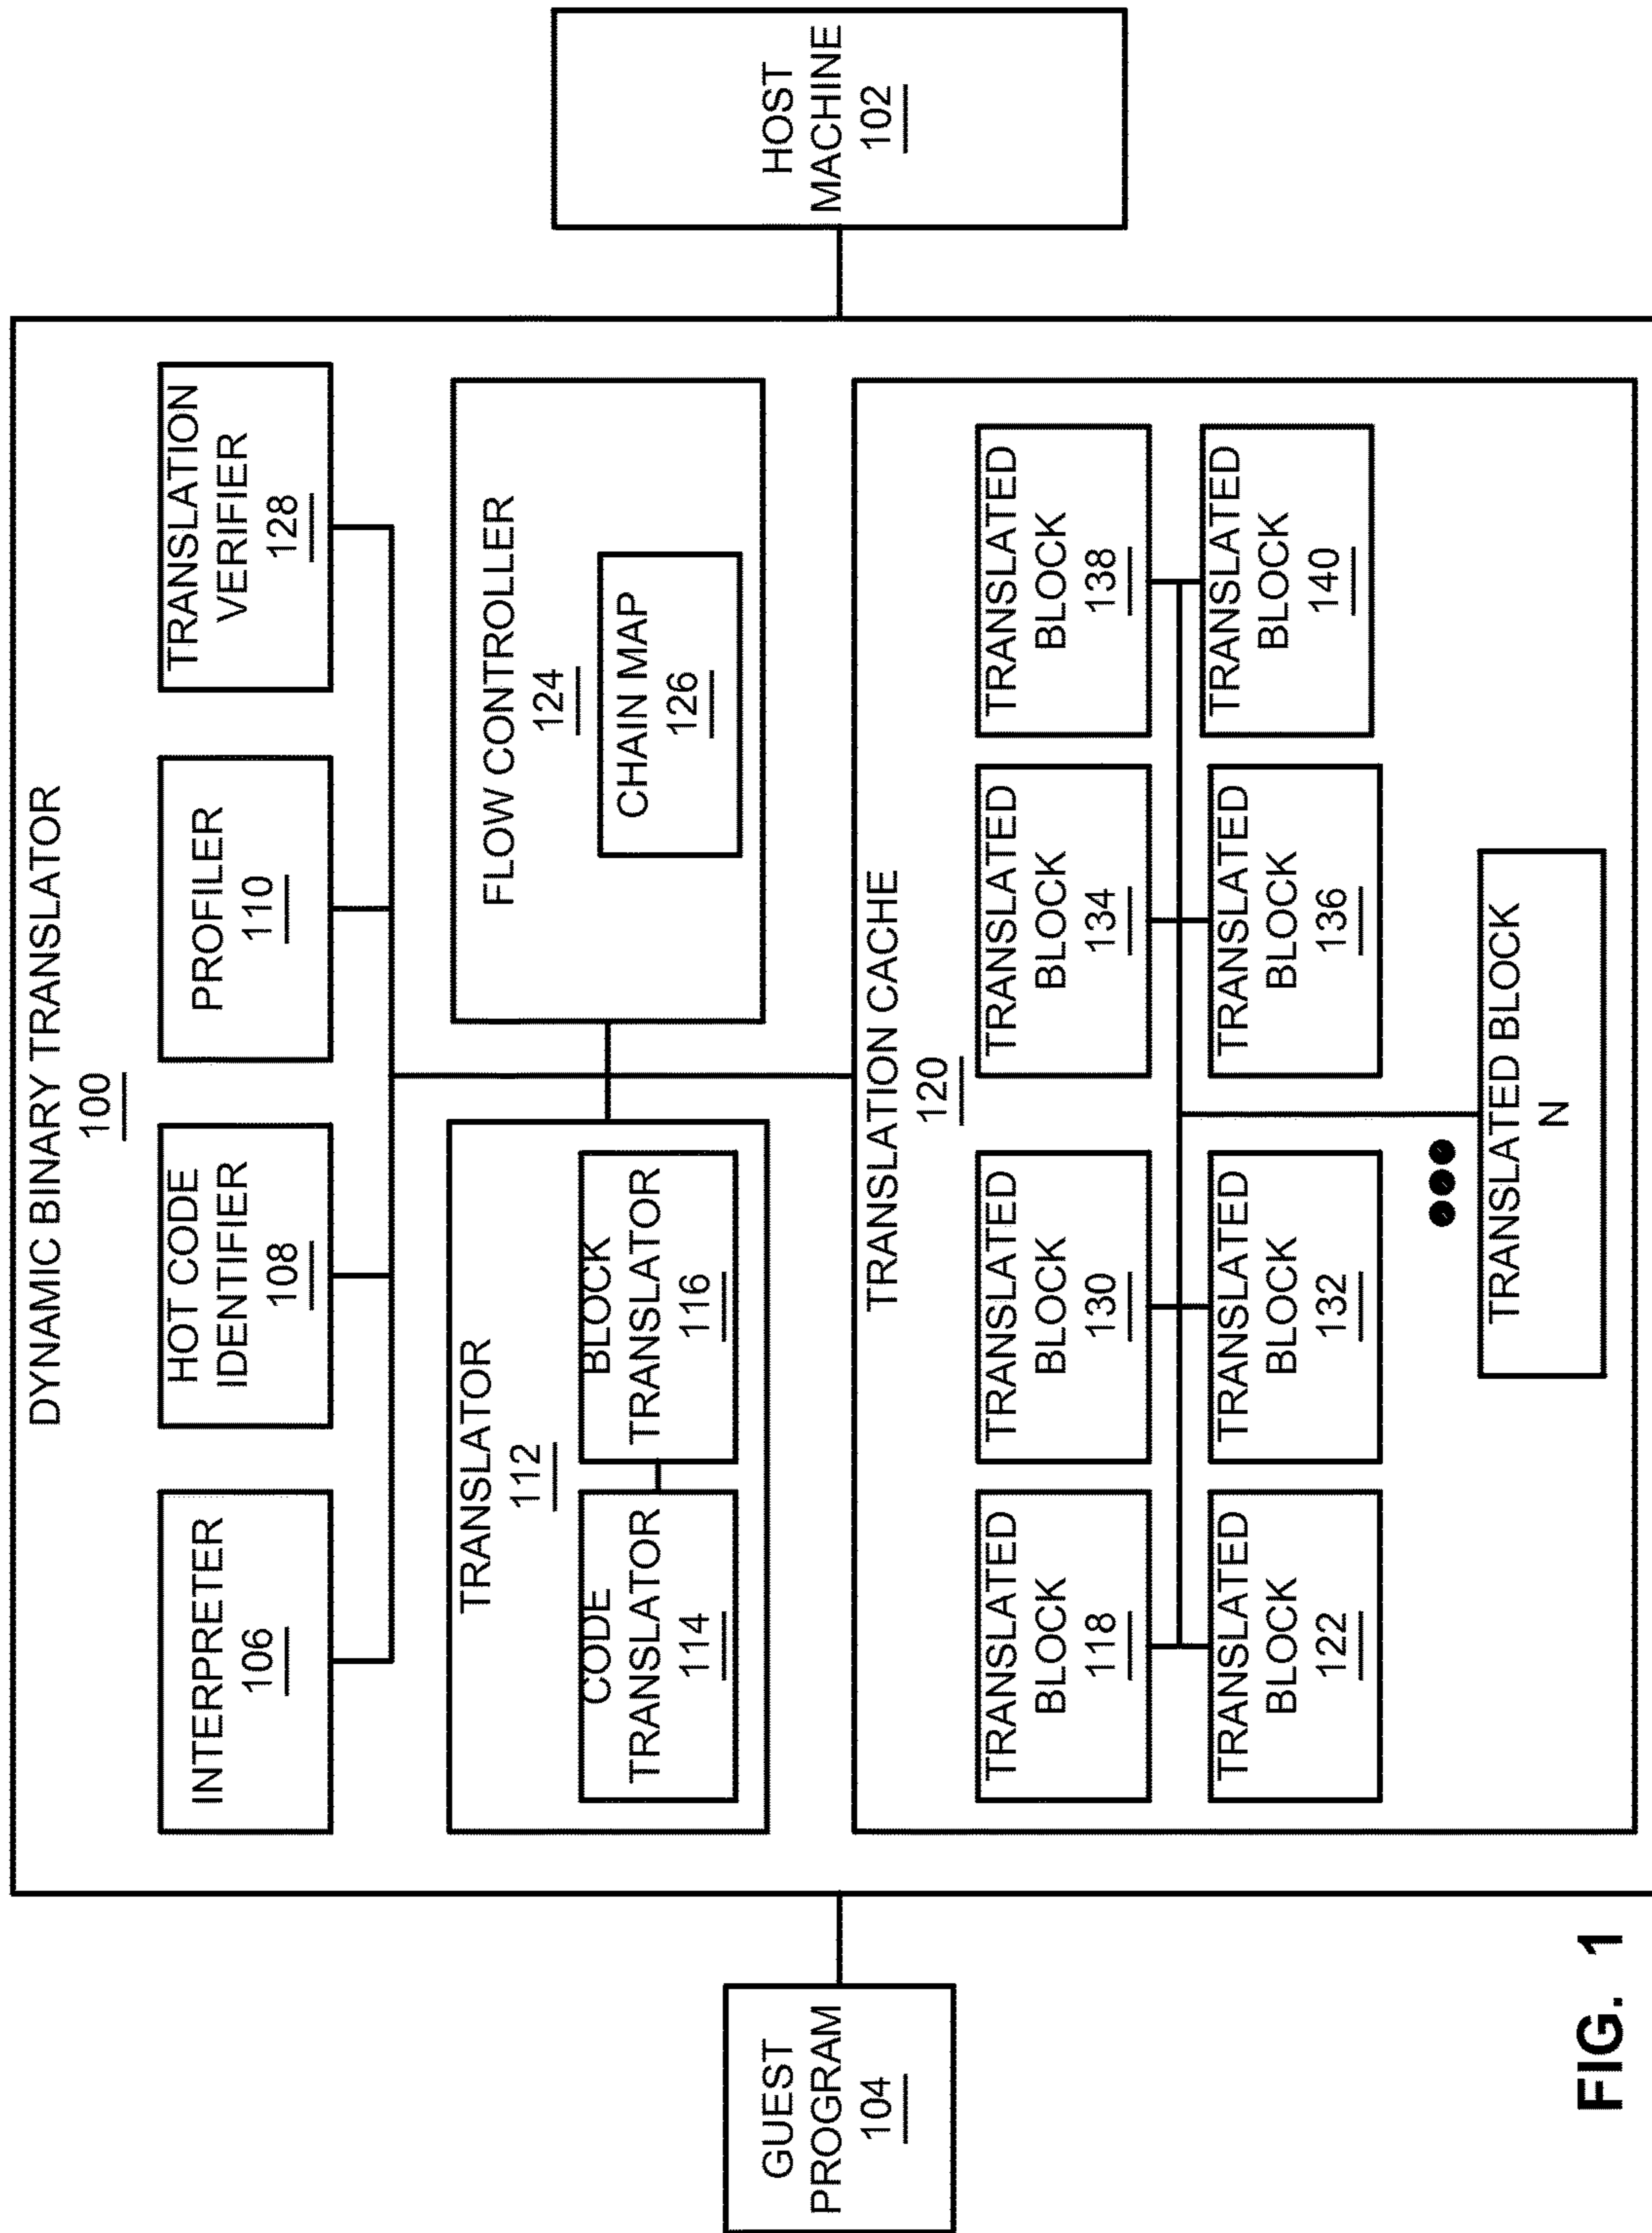 DYNAMIC BINARY TRANSLATOR
100
INTERPRETER
106
HOT CODE
IDENTIFIER
108
PROFILER
110
TRANSLATION
VERIFIER
128
TRANSLATOR
112
CODE
TRANSLATOR
114
BLOCK
TRANSLATOR
116
FLOW CONTROLLER
124
CHAIN MAP
126
GUEST
PROGRAM
104
HOST
MACHINE
102
TRANSLATION CACHE
120
TRANSLATED
BLOCK
118
TRANSLATED
BLOCK
130
TRANSLATED
BLOCK
134
TRANSLATED
BLOCK
138
TRANSLATED
BLOCK
122
TRANSLATED
BLOCK
132
TRANSLATED
BLOCK
136
TRANSLATED
BLOCK
140
TRANSLATED BLOCK
N
FIG. 1